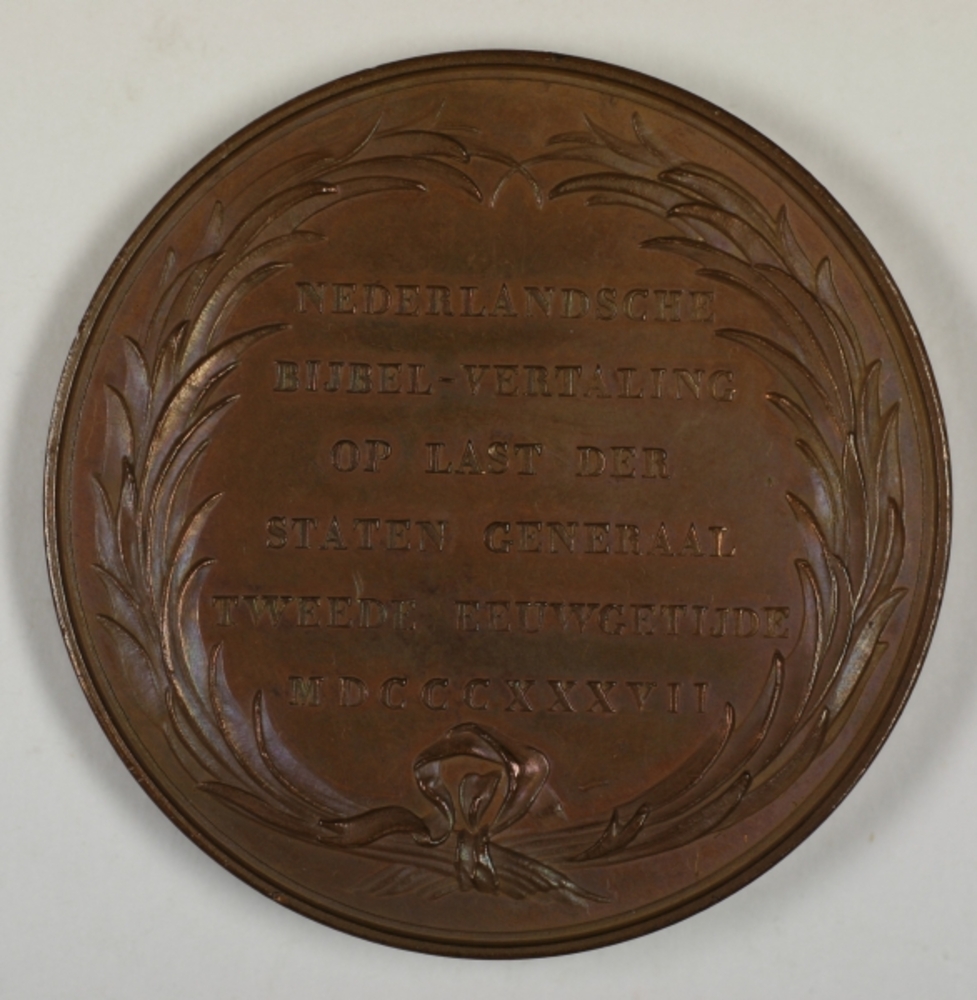 NEDERLANDSCHE
BIJBEL-VERTALING
OP LAST DER
STATEN GENERAAL
TWEEDE EEUWGETIJDE
MDCCCXXXVII